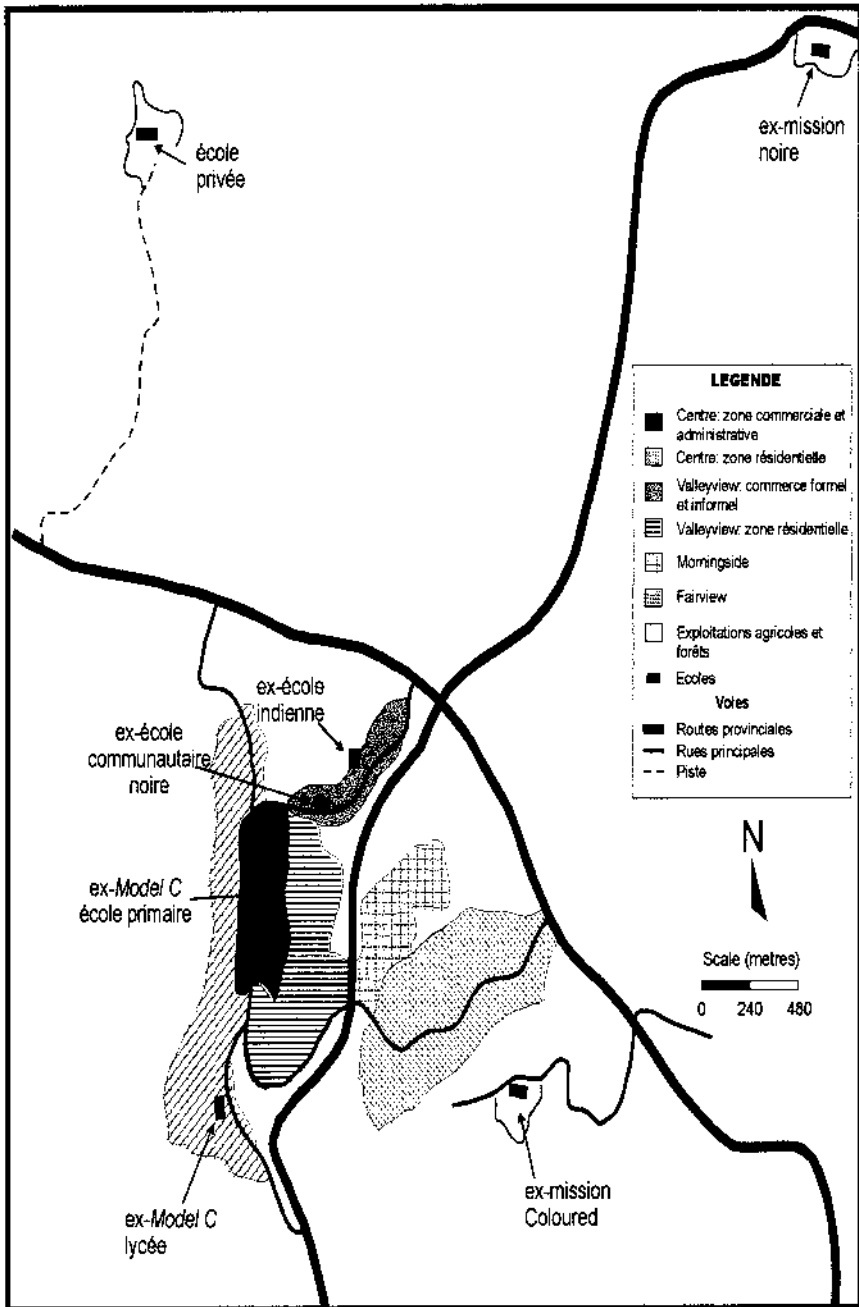 ex-mission
noire
école
privée
LEGENDE
Centre: zone commerciale et
administrative
Centre: zone résidentielle
Valleyview: commerce formel
et informel
Valleyview: zone résidentielle
Morningside
Fairview
Exploitations agricoles et
forêts
Ecoles
Voies
Routes provinciales
Rues principales
Piste
ex-école
indienne
ex-école
communautaire
noire
ex-Model C
école primaire
N
Scale (metres)
0 240 480
ex-Model C
lycée
ex-mission
Coloured